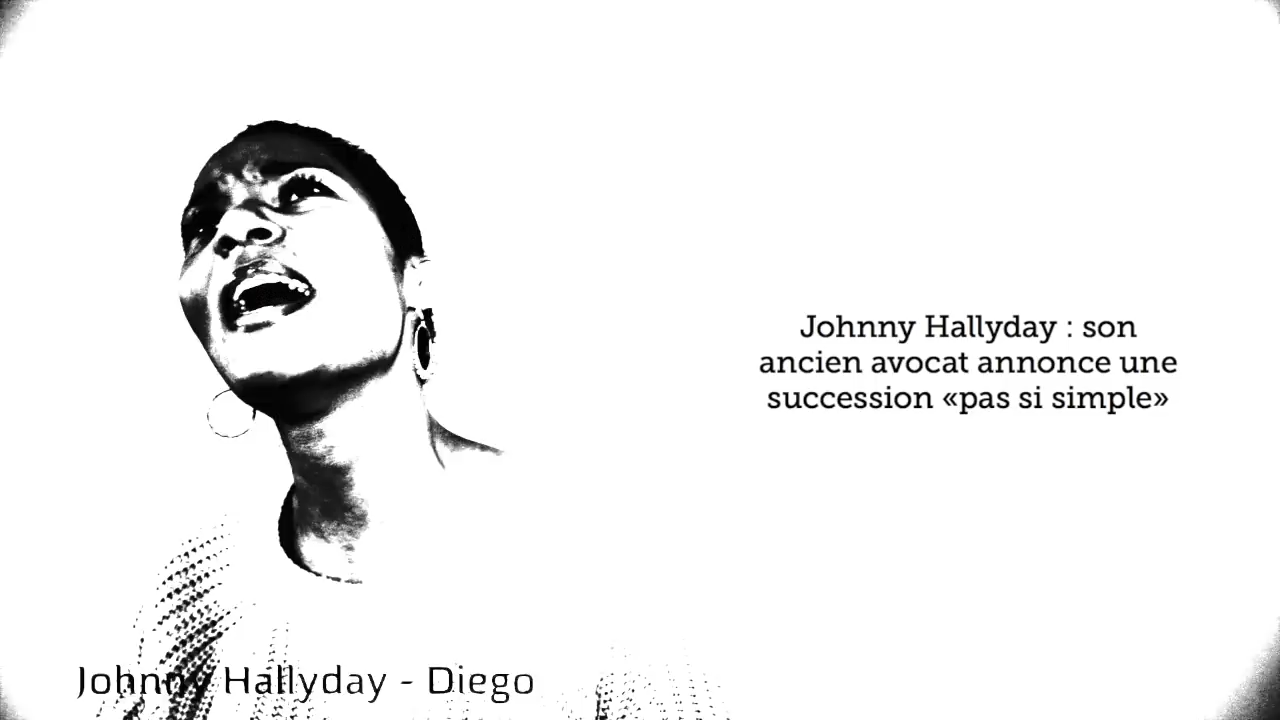 Johnny Hallyday : son
ancien avocat annonce une
succession «pas si simple»
Johnny Hallyday - Diego